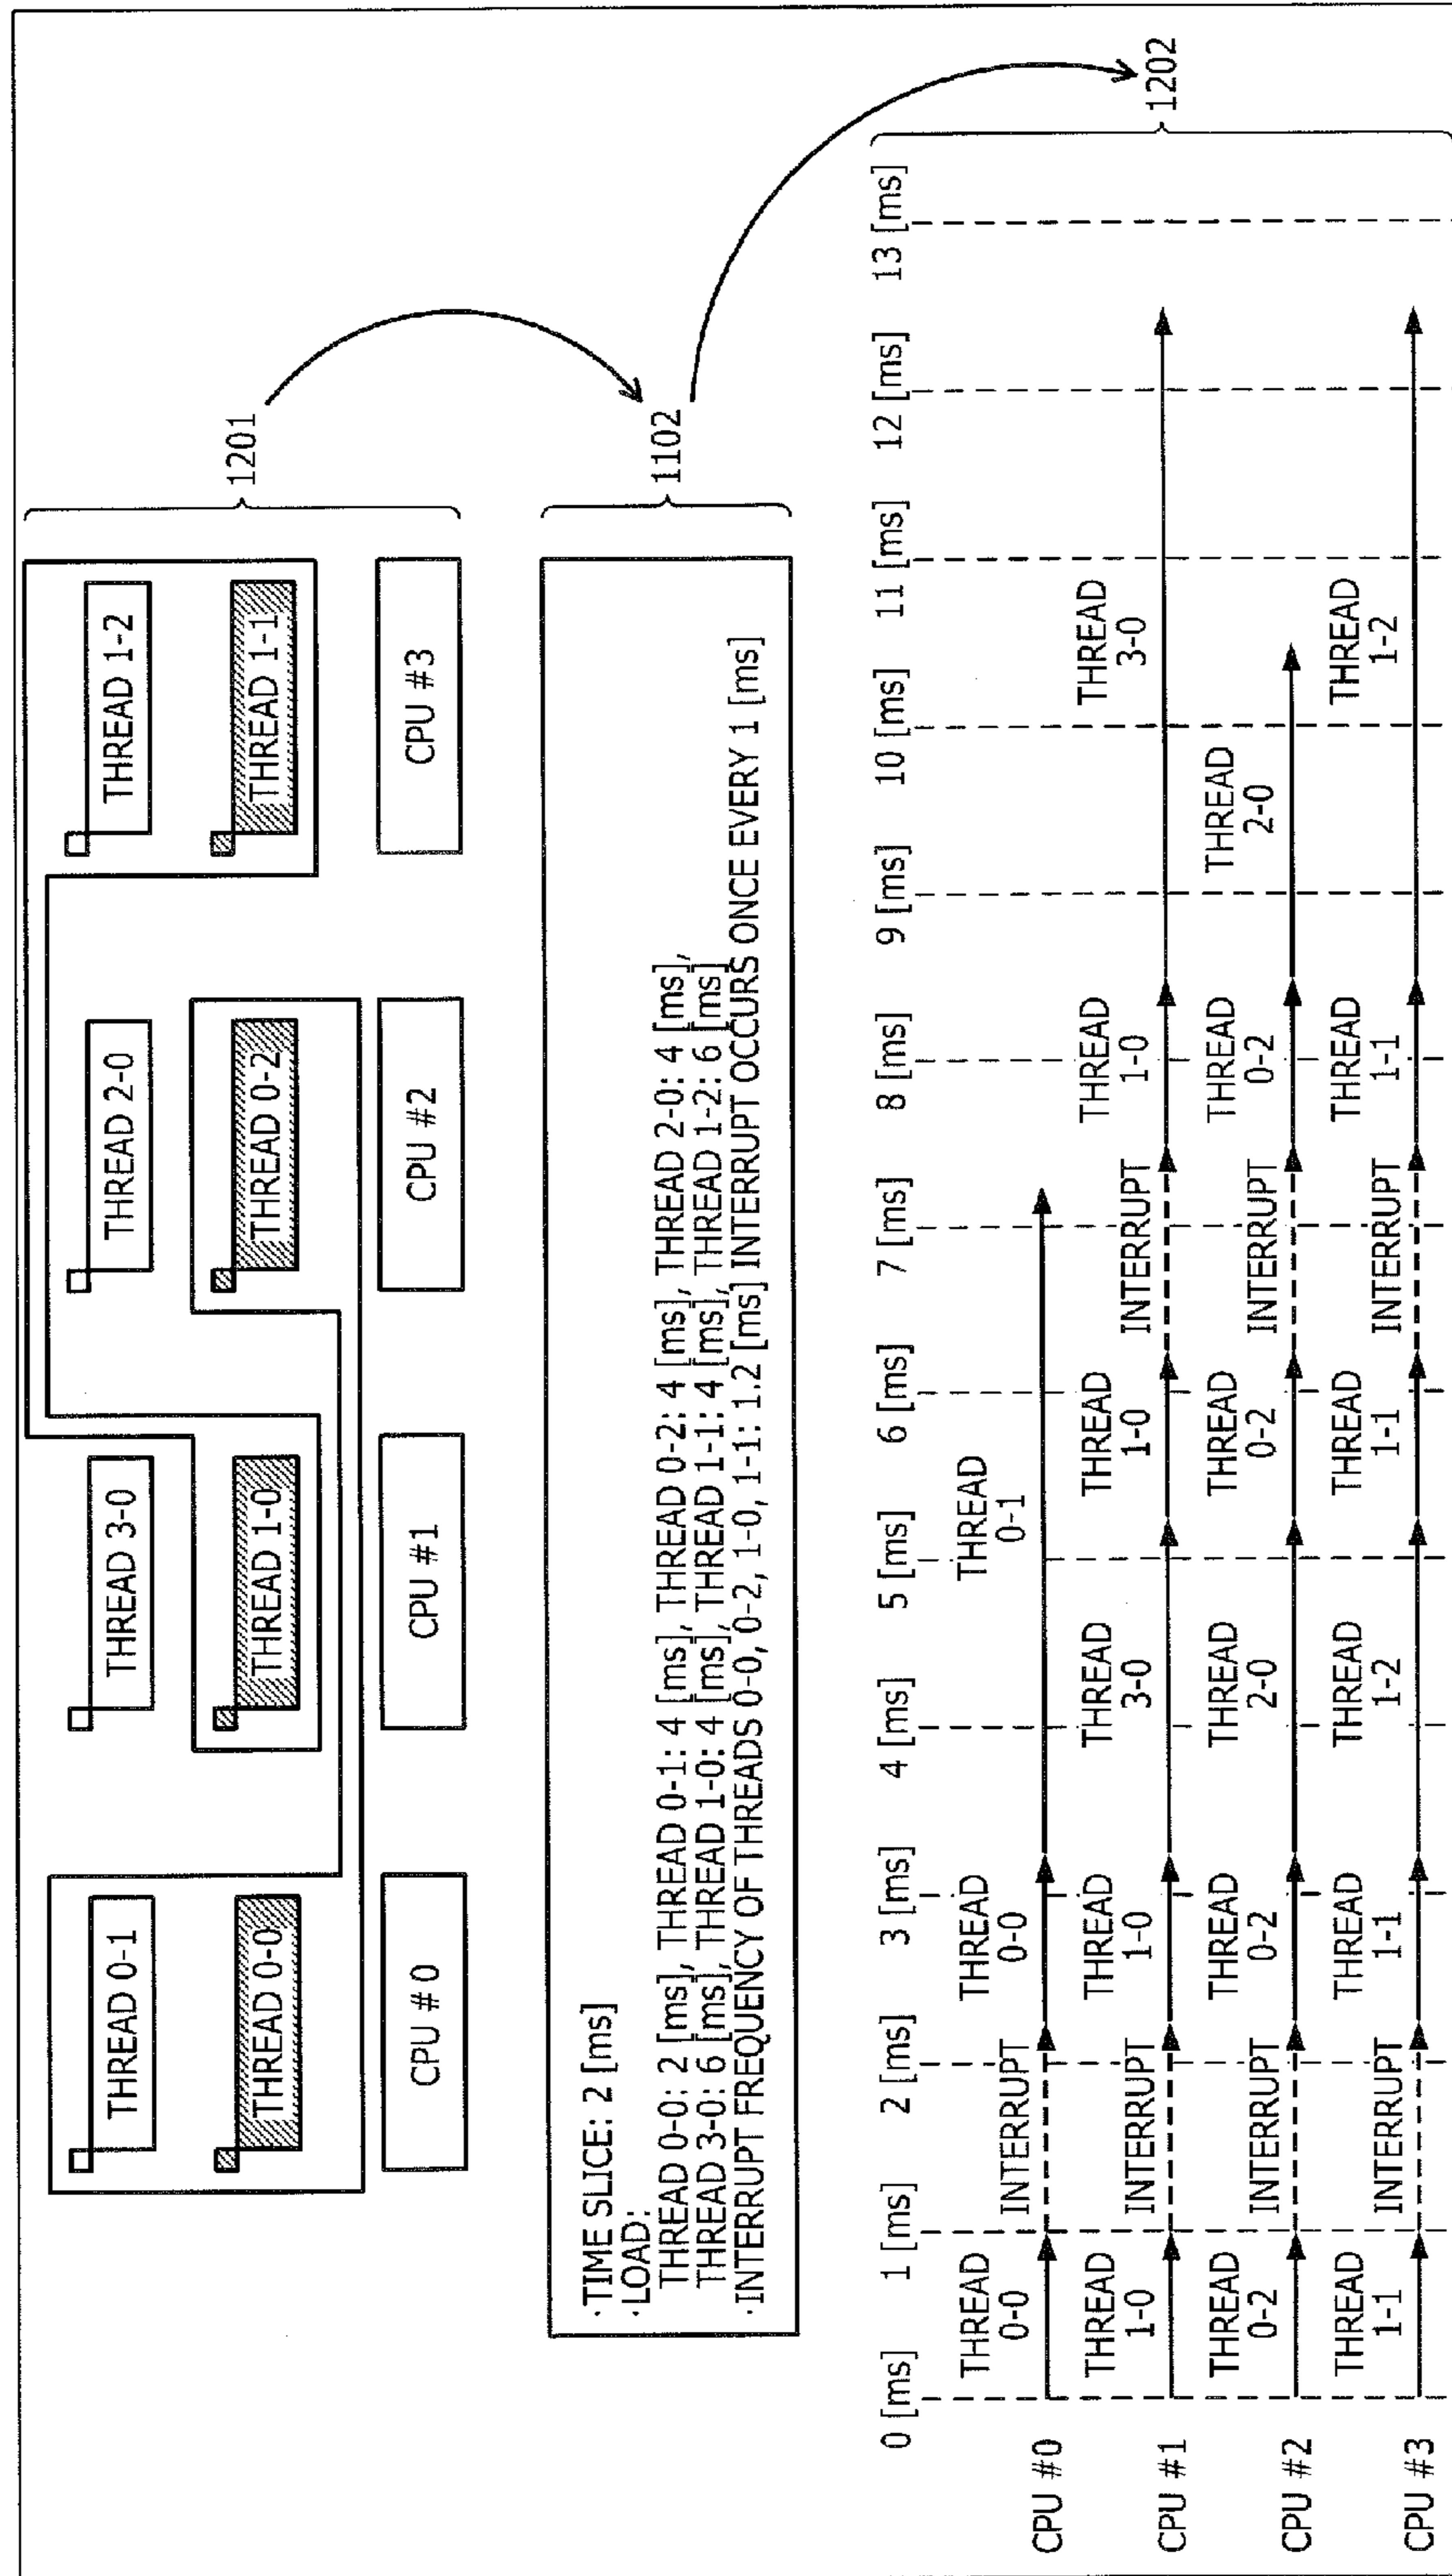 THREAD 0-1
THREAD 3-0
THREAD 2-0
THREAD 1-2
THREAD 0-0
THREAD 1-0
THREAD 0-2
THREAD 1-1
CPU # 0
CPU #1
CPU #2
CPU #3
1201
·TIME SLICE: 2 [ms]
·LOAD:
THREAD 0-0: 2 [ms], THREAD 0-1: 4 [ms], THREAD 0-2: 4 [ms], THREAD 2-0: 4 [ms],
THREAD 3-0: 6 [ms], THREAD 1-0: 4 [ms], THREAD 1-1: 4 [ms], THREAD 1-2: 6 [ms]
·INTERRUPT FREQUENCY OF THREADS 0-0, 0-2, 1-0, 1-1: 1.2 [ms] INTERRUPT OCCURS ONCE EVERY 1 [ms]
1102
0 [ms]
1 [ms]
2 [ms]
3 [ms]
4 [ms]
5 [ms]
6 [ms]
7 [ms]
8 [ms]
9 [ms]
10 [ms]
11 [ms]
12 [ms]
13 [ms]
1202
CPU #0
THREAD
0-0
INTERRUPT
THREAD
0-0
THREAD
0-1
CPU #1
THREAD
1-0
INTERRUPT
THREAD
1-0
THREAD
3-0
THREAD
1-0
INTERRUPT
THREAD
1-0
THREAD
3-0
CPU #2
THREAD
0-2
INTERRUPT
THREAD
0-2
THREAD
2-0
THREAD
0-2
INTERRUPT
THREAD
0-2
THREAD
2-0
CPU #3
THREAD
1-1
INTERRUPT
THREAD
1-1
THREAD
1-2
THREAD
1-1
INTERRUPT
THREAD
1-1
THREAD
1-2